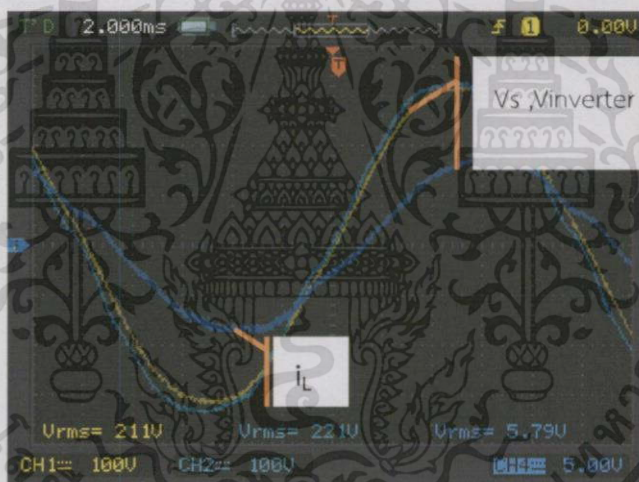 T'D 2.000ms T 1 0.00V
T
Vs ,Vinverter
iL
Vrms= 211V Vrms= 221V Vrms= 5.79V
CH1 100V CH2 100V CH4 5.00V